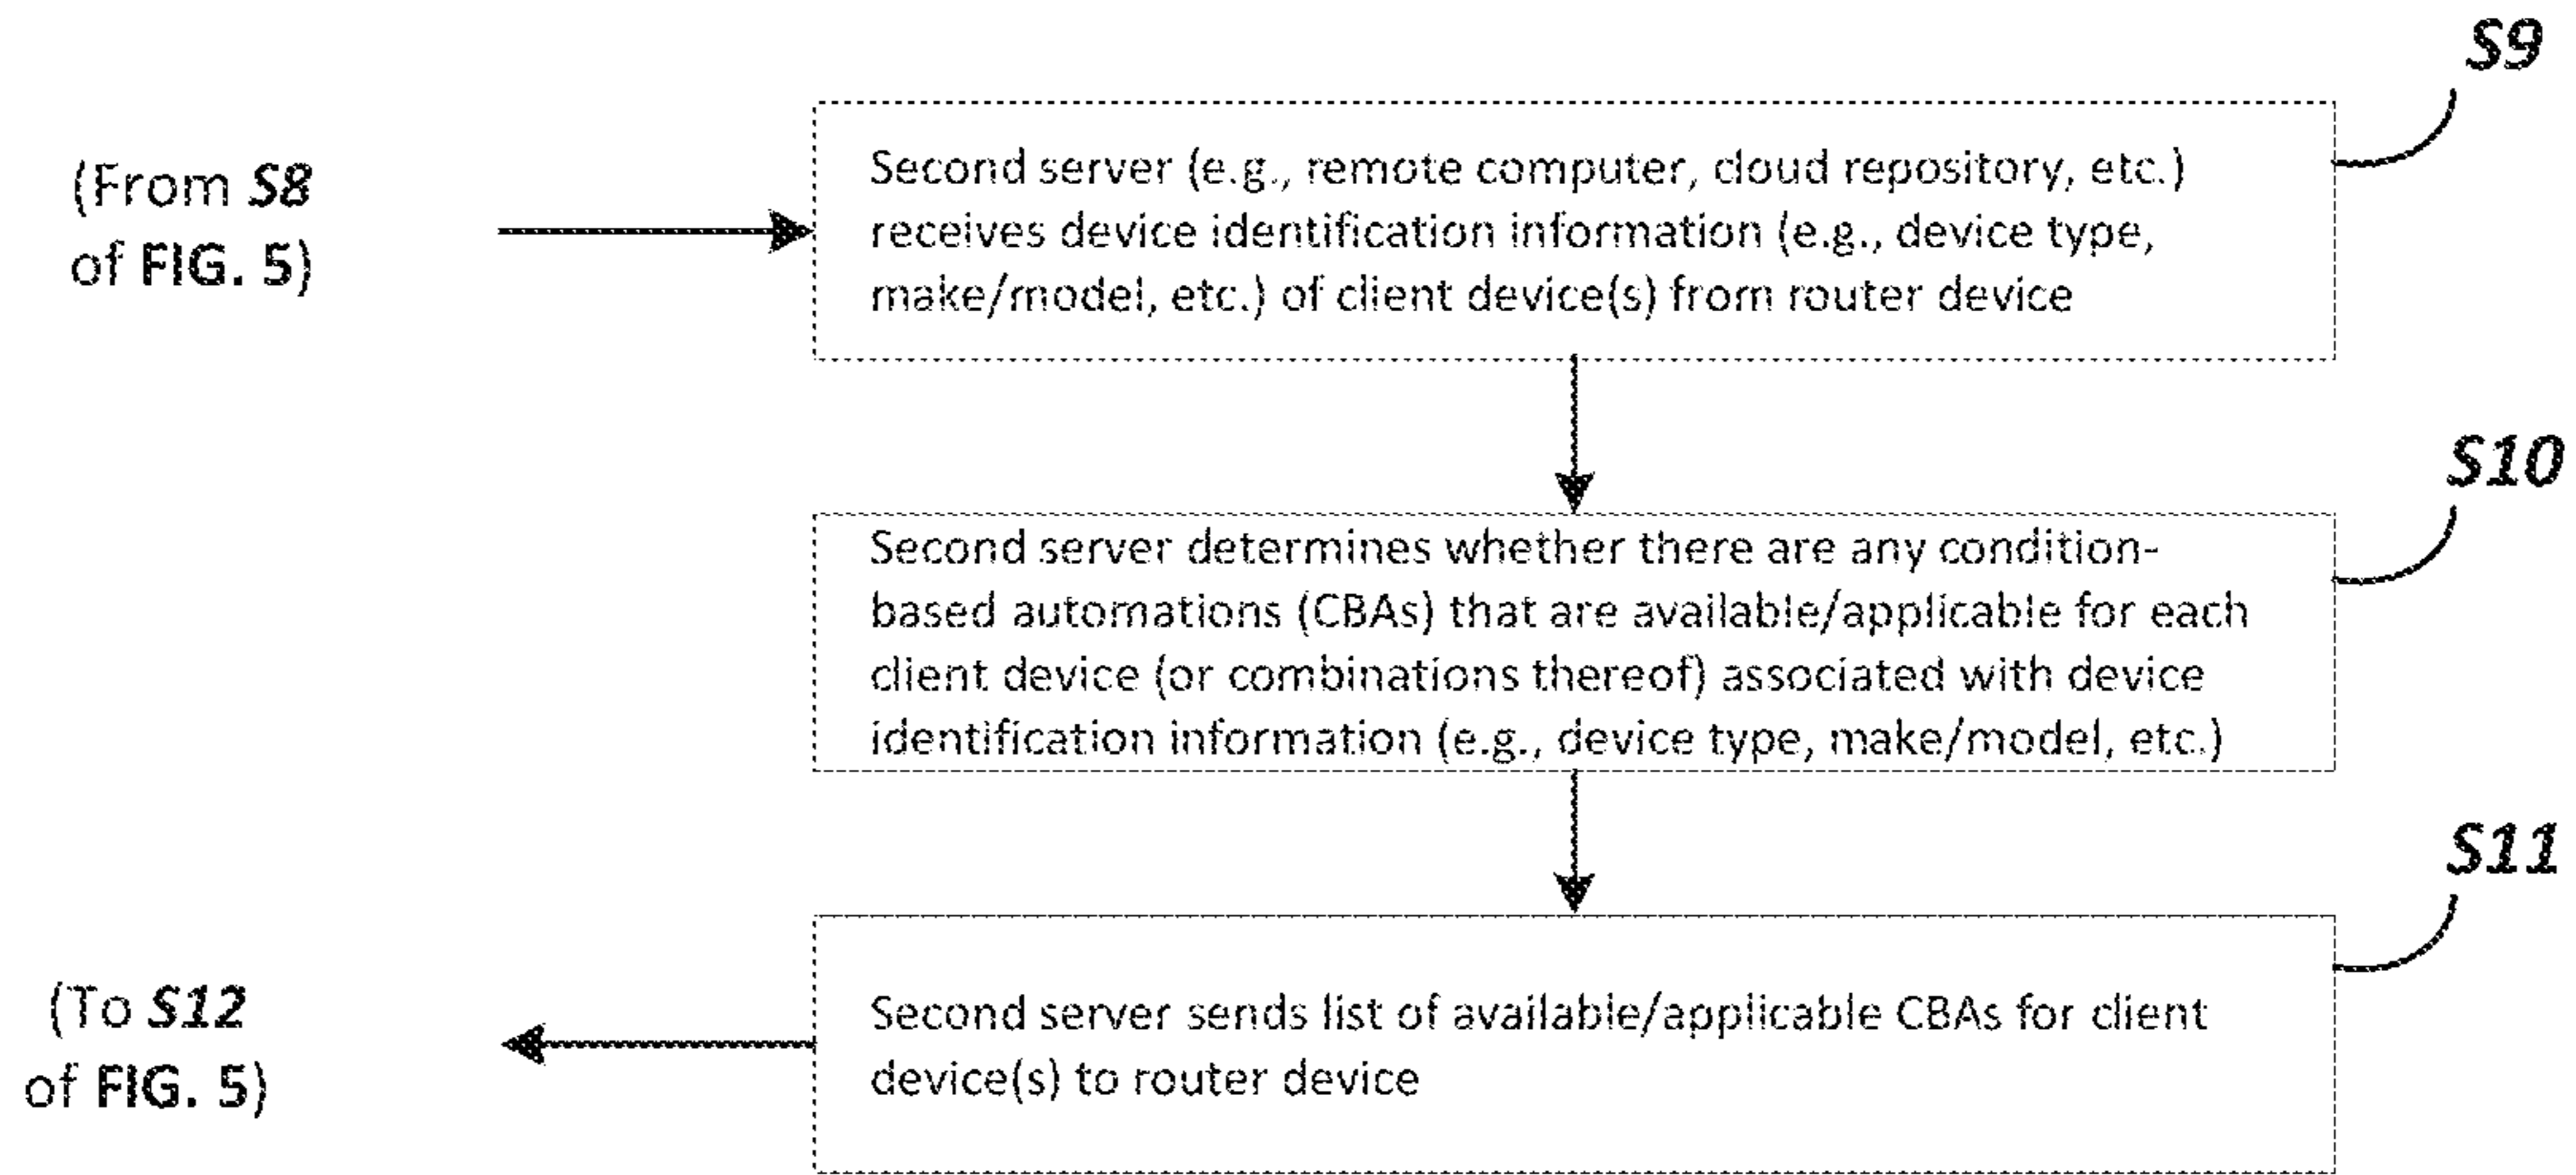 S9
(From S8
of FIG. 5)
Second server (e.g., remote computer, cloud repository, etc.)
receives device identification information (e.g., device type,
make/model, etc.) of client device(s) from router device
S10
Second server determines whether there are any condition-
based automations (CBAs) that are available/applicable for each
client device (or combinations thereof) associated with device
identification information (e.g., device type, make/model, etc.)
S11
(To S12
of FIG. 5)
Second server sends list of available/applicable CBAs for client
device(s) to router device